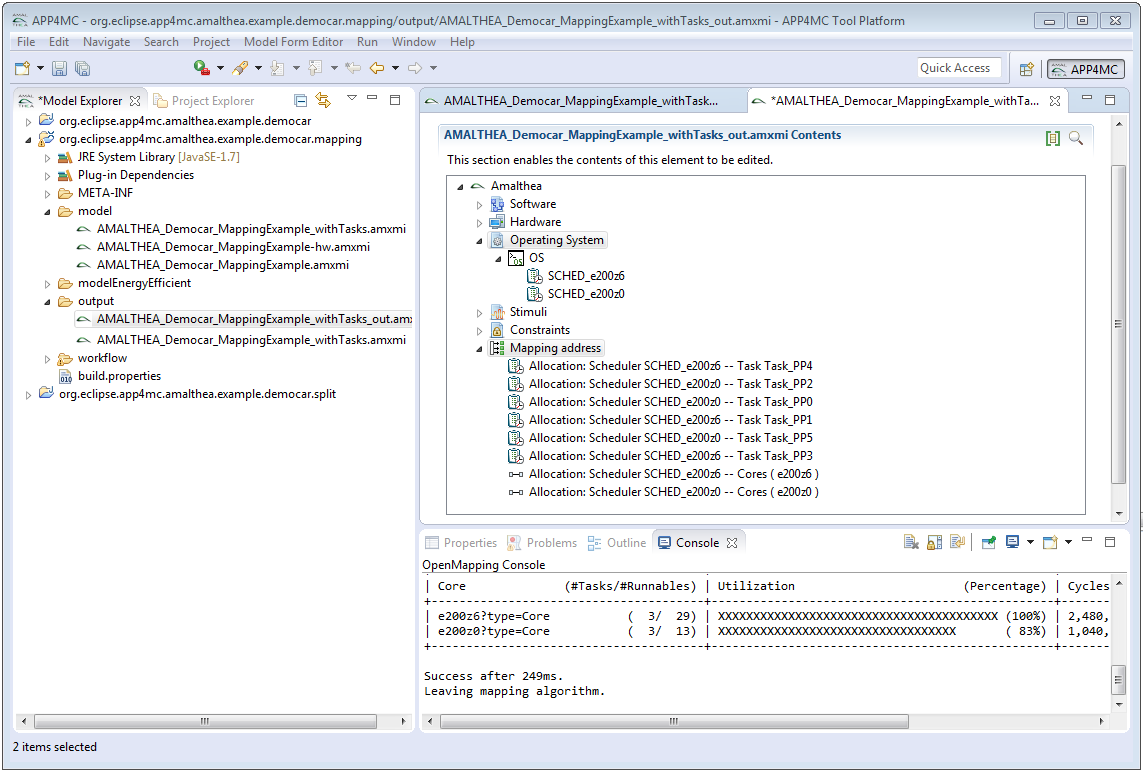 APP4MC - org.eclipse.app4mc.amalthea.example.democar.mapping/output/AMALTHEA_Democar_MappingExample_withTasks_out.amxmi - APP4MC Tool Platform
File Edit Navigate Search Project Model Form Editor Run Window Help
Quick Access
APP4MC
*Model Explorer
Project Explorer
org.eclipse.app4mc.amalthea.example.democar
org.eclipse.app4mc.amalthea.example.democar.mapping
JRE System Library [JavaSE-1.7]
Plug-in Dependencies
META-INF
model
AMALTHEA_Democar_MappingExample_withTasks.amxmi
AMALTHEA_Democar_MappingExample-hw.amxmi
AMALTHEA_Democar_MappingExample.amxmi
modelEnergyEfficient
output
AMALTHEA_Democar_MappingExample_withTasks_out.amx
AMALTHEA_Democar_MappingExample_withTasks.amxmi
workflow
build.properties
org.eclipse.app4mc.amalthea.example.democar.split
AMALTHEA_Democar_MappingExample_withTask...
*AMALTHEA_Democar_MappingExample_withTa...
AMALTHEA_Democar_MappingExample_withTasks_out.amxmi Contents
This section enables the contents of this element to be edited.
Amalthea
Software
Hardware
Operating System
OS
SCHED_e200z6
SCHED_e200z0
Stimuli
Constraints
Mapping address
Allocation: Scheduler SCHED_e200z6 -- Task Task_PP4
Allocation: Scheduler SCHED_e200z0 -- Task Task_PP2
Allocation: Scheduler SCHED_e200z0 -- Task Task_PP0
Allocation: Scheduler SCHED_e200z6 -- Task Task_PP1
Allocation: Scheduler SCHED_e200z0 -- Task Task_PP5
Allocation: Scheduler SCHED_e200z6 -- Task Task_PP3
Allocation: Scheduler SCHED_e200z6 -- Cores ( e200z6 )
Allocation: Scheduler SCHED_e200z0 -- Cores ( e200z0 )
Properties Problems Outline Console
OpenMapping Console
| Core (#Tasks/#Runnables) | Utilization (Percentage) | Cycles
+---------------------------------------+-----------------------------------------------+-------
| e200z6?type=Core ( 3/ 29) | XXXXXXXXXXXXXXXXXXXXXXXXXXXXXXXXXXXXXXXX (100%) | 2,480,
| e200z0?type=Core ( 3/ 13) | XXXXXXXXXXXXXXXXXXXXXXXXXXXXXXXXXX ( 83%) | 1,040,
+---------------------------------------+-----------------------------------------------+-------
Success after 249ms.
Leaving mapping algorithm.
2 items selected